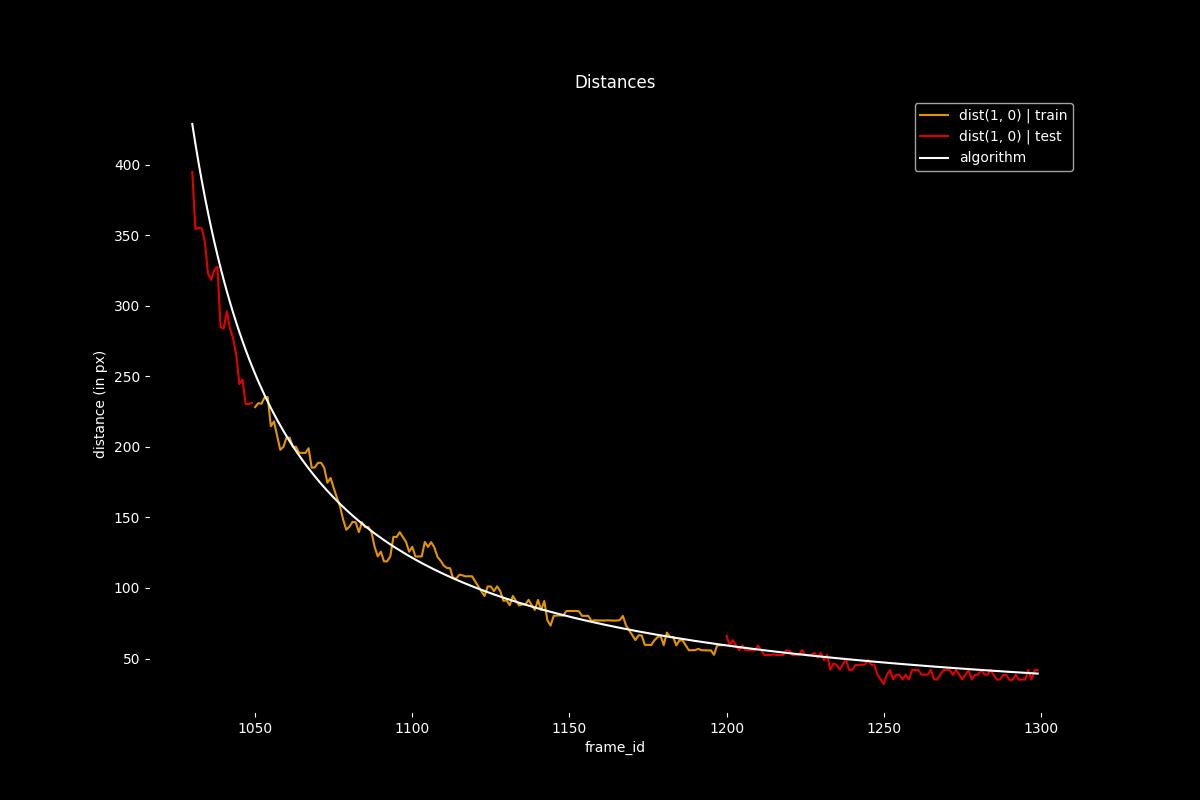 Distances
dist(1, 0) | train
dist(1, 0) | test
algorithm
400
350
300
250
200
150
100
50
distance (in px)
1050 1100 1150 1200 1250 1300
frame_id